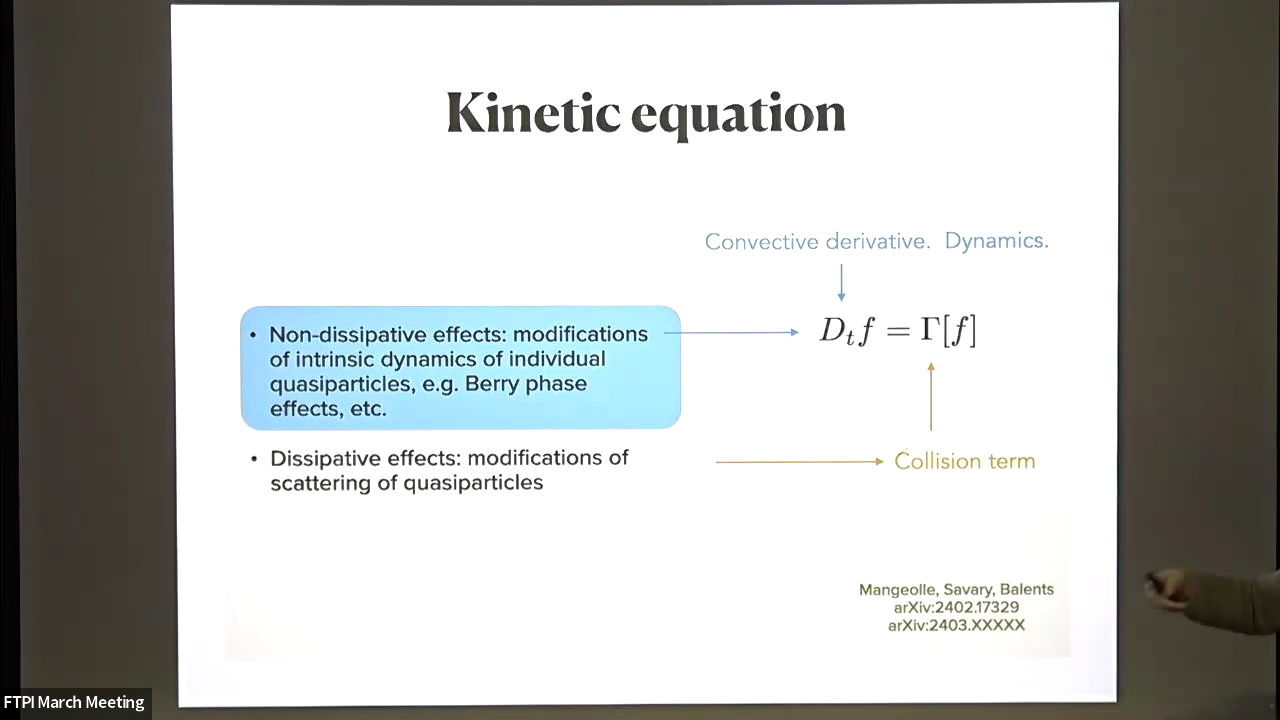 Kinetic equation
Convective derivative. Dynamics.
• Non-dissipative effects: modifications
of intrinsic dynamics of individual
quasiparticles, e.g. Berry phase
effects, etc.
D_t f = Γ[f]
• Dissipative effects: modifications of
scattering of quasiparticles
Collision term
Mangeolle, Savary, Balents
arXiv:2402.17329
arXiv:2403.XXXXX
FTPI March Meeting